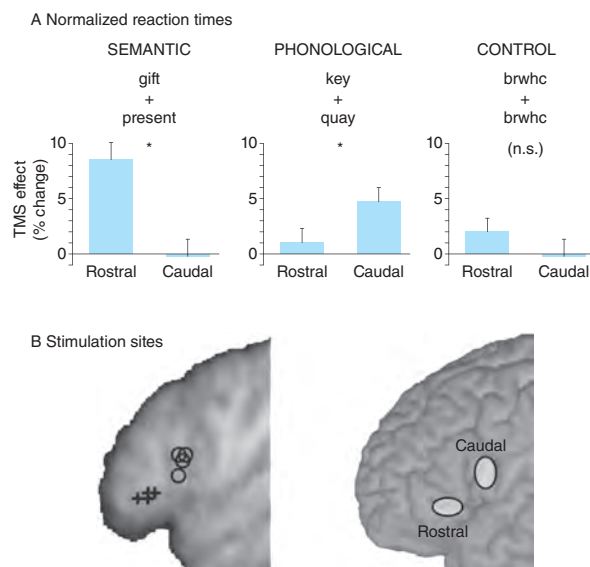 A Normalized reaction times
SEMANTIC PHONOLOGICAL CONTROL
gift key brwhc
+ + +
present quay brwhc
10 * 10 * 10 (n.s.)
TMS effect
(% change)
5 5 5
0 0 0
Rostral Caudal Rostral Caudal Rostral Caudal
B Stimulation sites
Caudal
Rostral